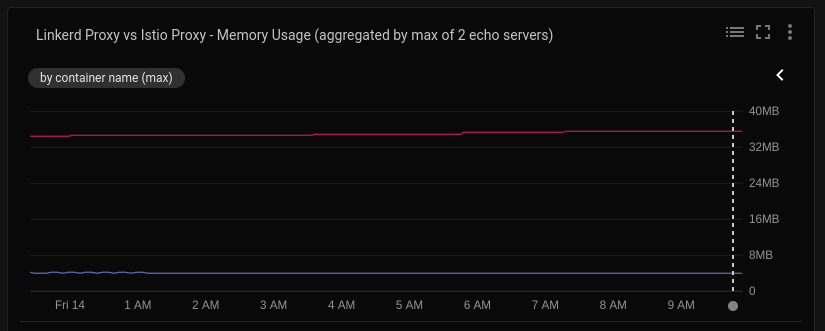 Linkerd Proxy vs Istio Proxy - Memory Usage (aggregated by max of 2 echo servers)
by container name (max)
40MB
32MB
24MB
16MB
8MB
0
Fri 14 1 AM 2 AM 3 AM 4 AM 5 AM 6 AM 7 AM 8 AM 9 AM